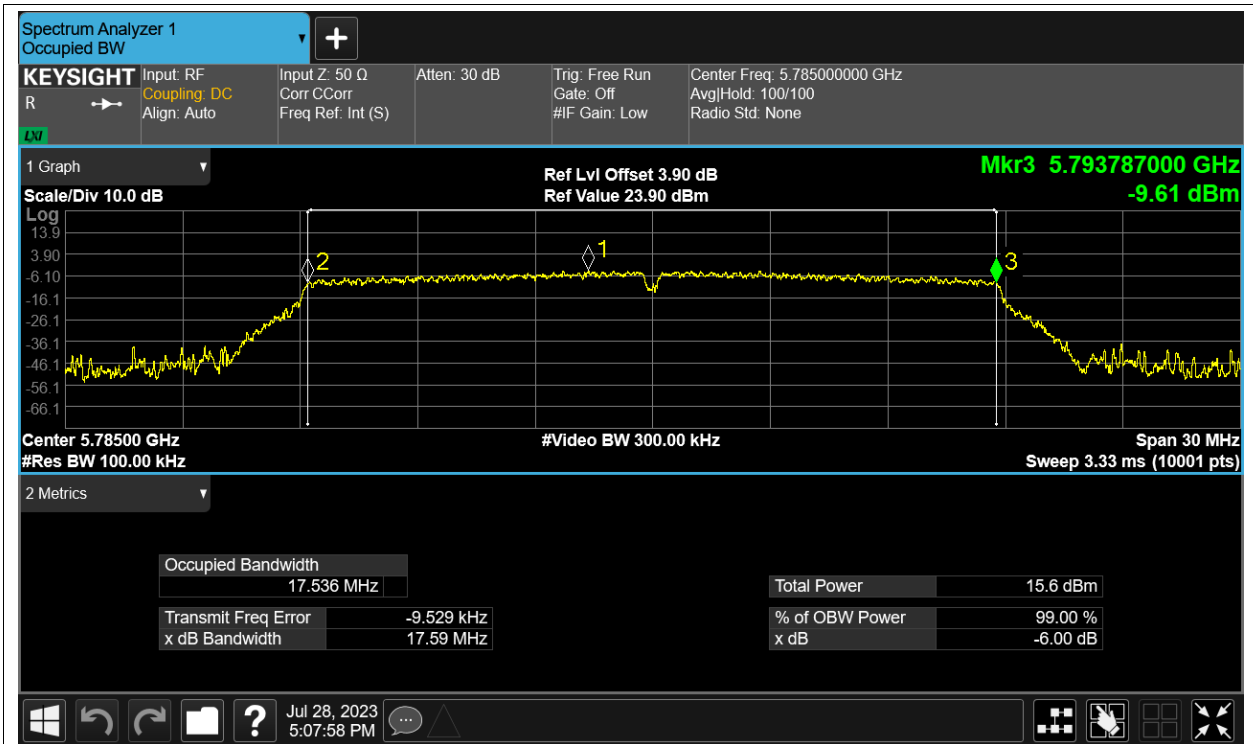 Spectrum Analyzer 1
Occupied BW
KEYSIGHT
R
LXI
Input: RF
Coupling: DC
Align: Auto
Input Z: 50 Ω
Corr CCorr
Freq Ref: Int (S)
Atten: 30 dB
Trig: Free Run
Gate: Off
#IF Gain: Low
Center Freq: 5.785000000 GHz
Avg|Hold: 100/100
Radio Std: None
1 Graph
Scale/Div 10.0 dB
Ref Lvl Offset 3.90 dB
Ref Value 23.90 dBm
Mkr3 5.793787000 GHz
-9.61 dBm
Log
13.9
3.90
-6.10
-16.1
-26.1
-36.1
-46.1
-56.1
-66.1
2
1
3
Center 5.78500 GHz
#Video BW 300.00 kHz
Span 30 MHz
#Res BW 100.00 kHz
Sweep 3.33 ms (10001 pts)
2 Metrics
Occupied Bandwidth
17.536 MHz
Transmit Freq Error -9.529 kHz
x dB Bandwidth 17.59 MHz
Total Power 15.6 dBm
% of OBW Power 99.00 %
x dB -6.00 dB
?
Jul 28, 2023
5:07:58 PM